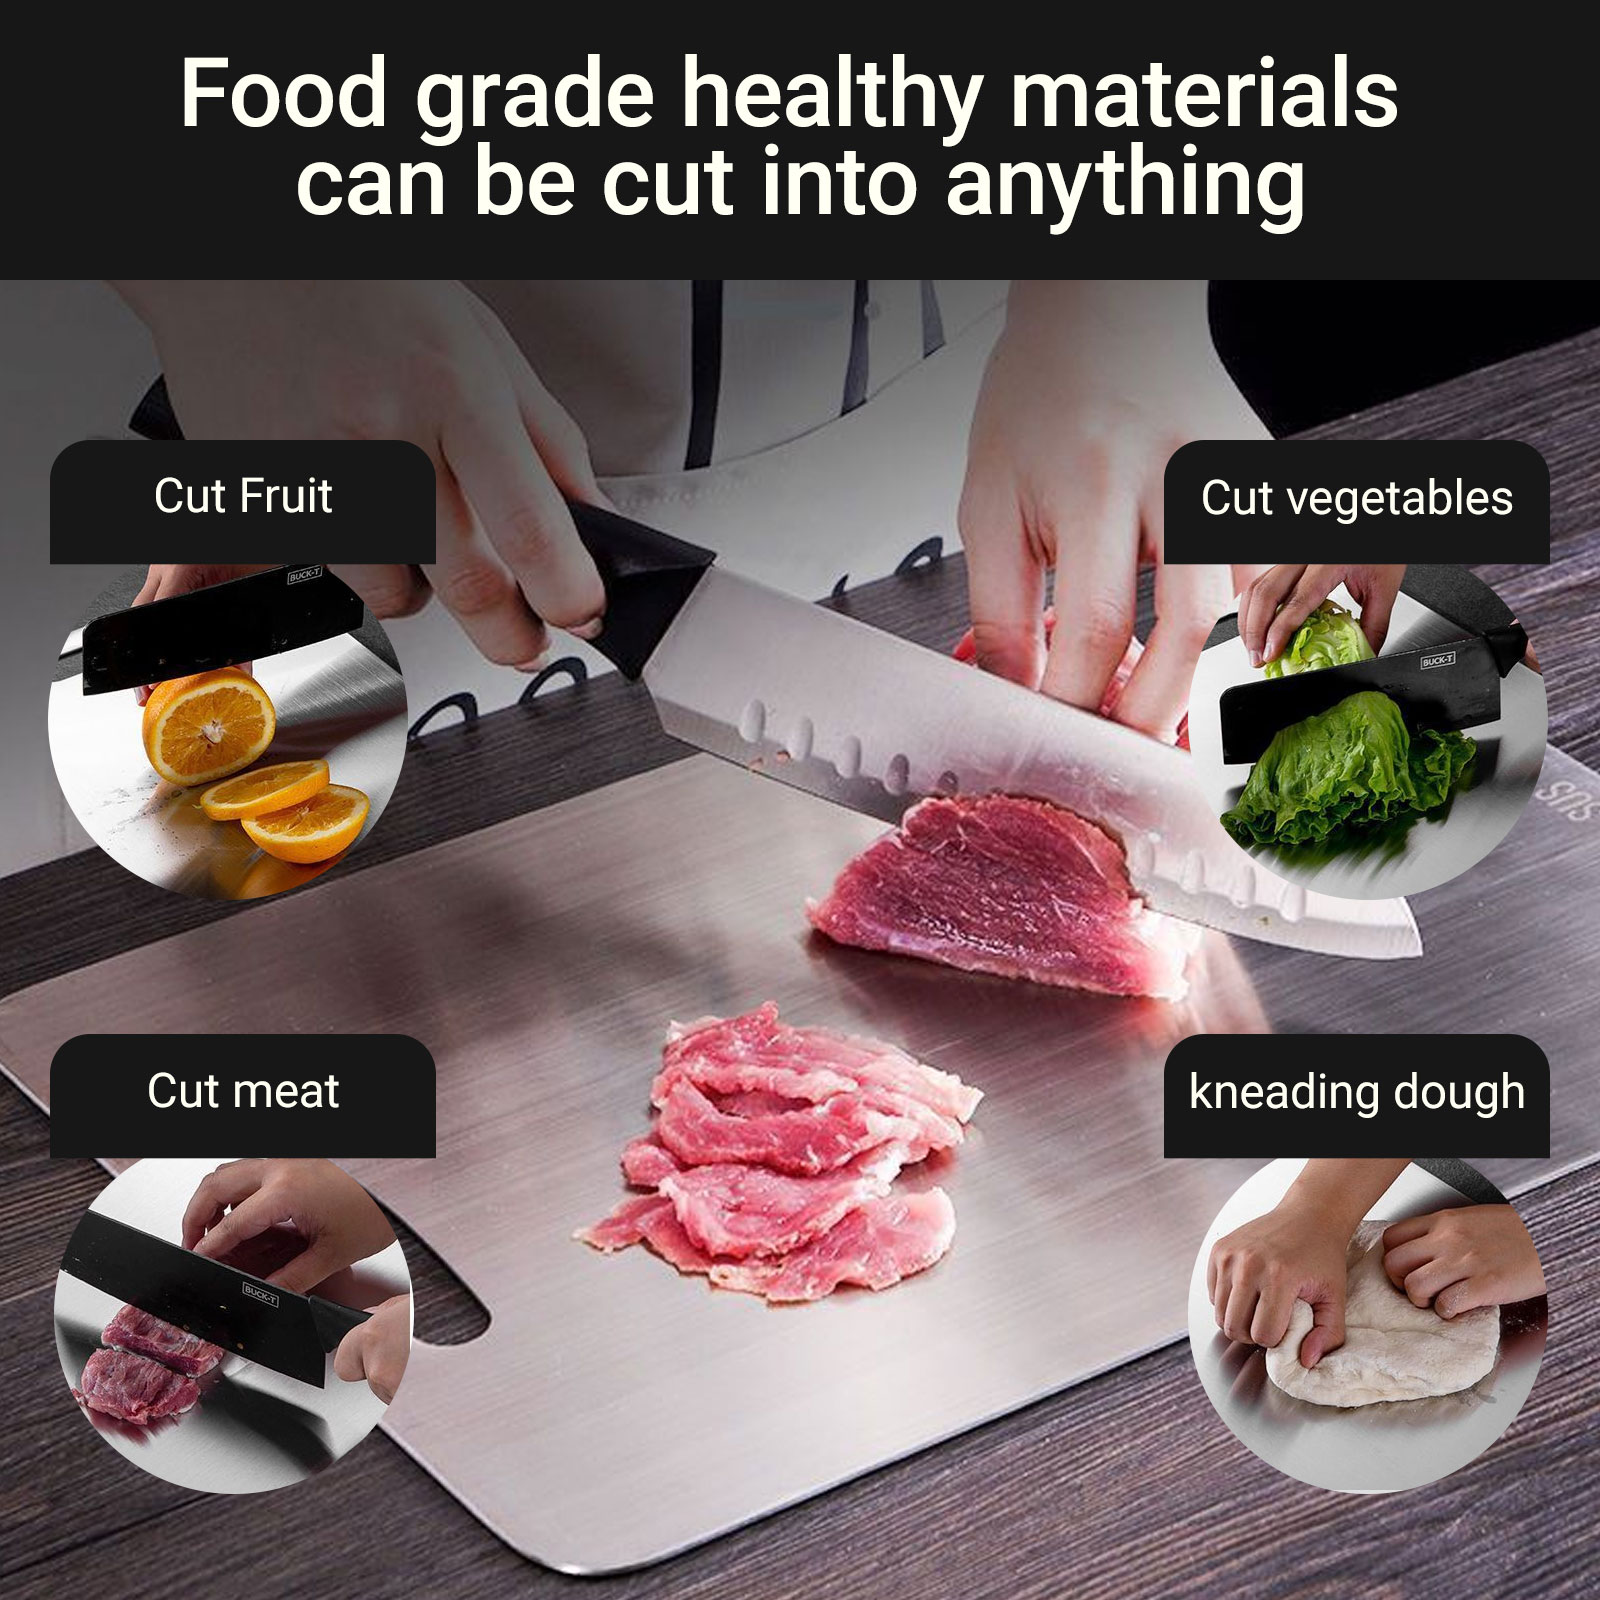 Food grade healthy materials
can be cut into anything
Cut Fruit
Cut vegetables
BUCK-T
BUCK-T
SUS
Cut meat
kneading dough
BUCK-T